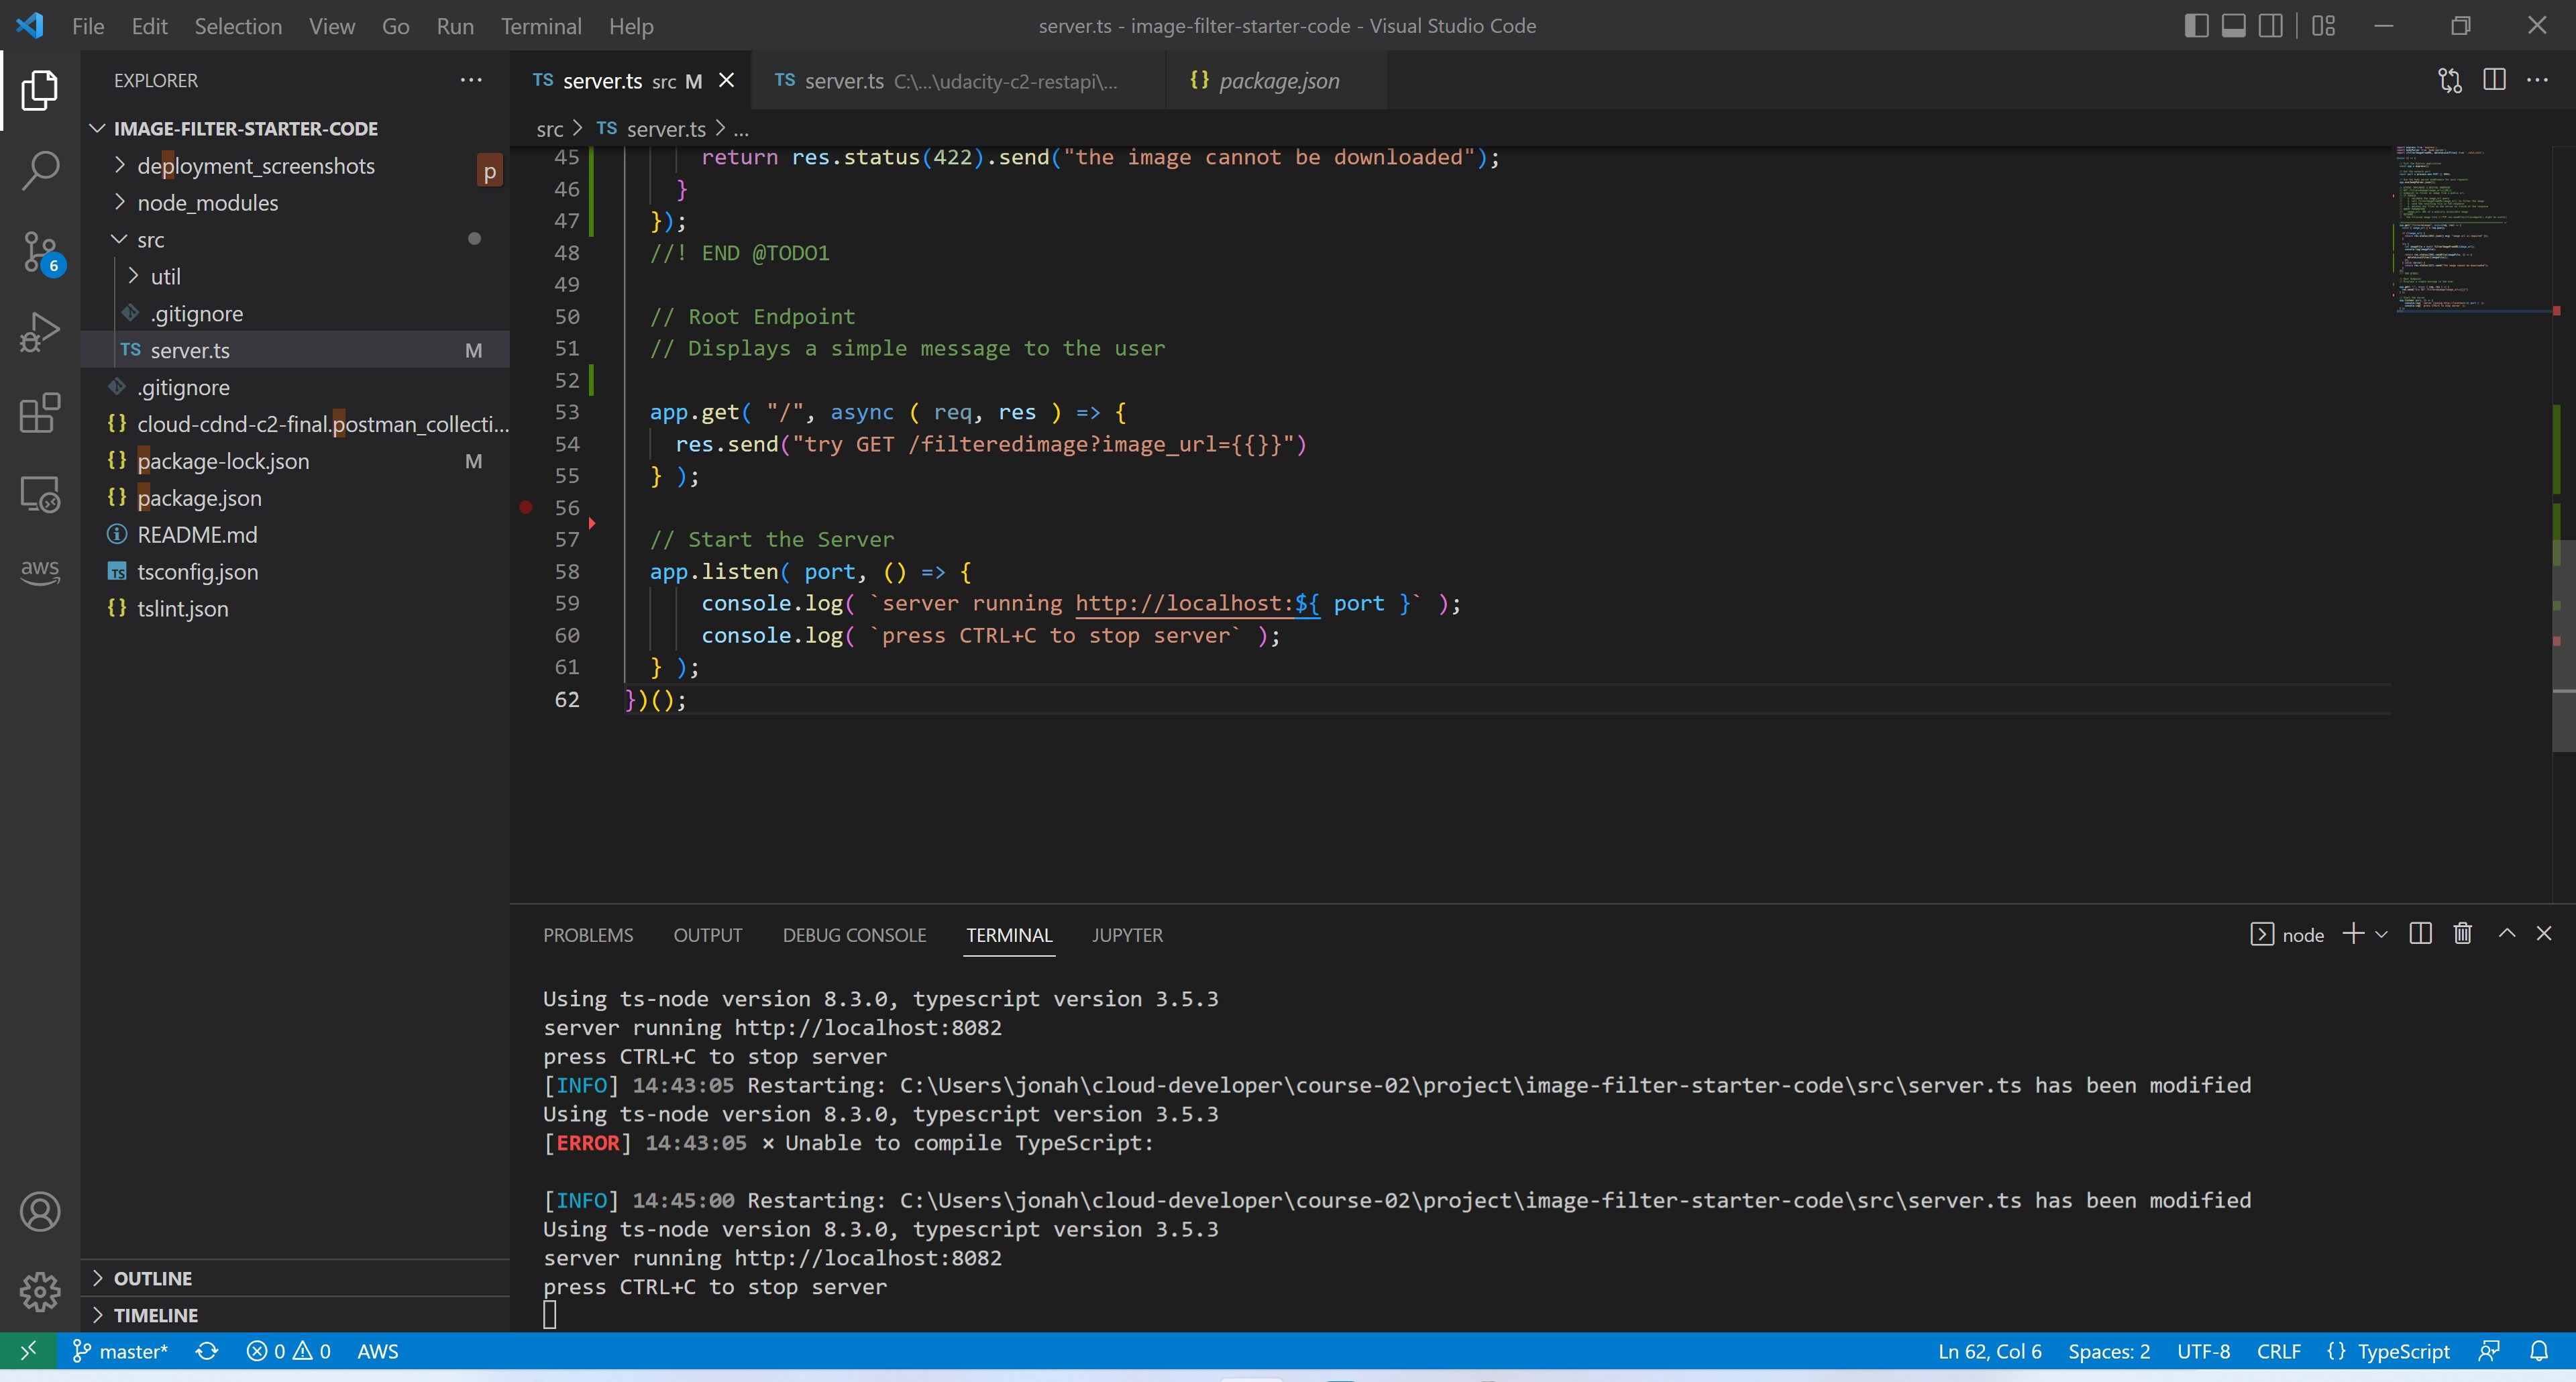 File Edit Selection View Go Run Terminal Help
server.ts - image-filter-starter-code - Visual Studio Code
EXPLORER
IMAGE-FILTER-STARTER-CODE
deployment_screenshots
p
node_modules
src
util
.gitignore
TS server.ts M
.gitignore
{} cloud-cdnd-c2-final.postman_collecti...
{} package-lock.json M
{} package.json
README.md
TS tsconfig.json
{} tslint.json
6
aws
OUTLINE
TIMELINE
TS server.ts src M
TS server.ts C:\...\udacity-c2-restapi\...
{} package.json
src > TS server.ts > ...
45 return res.status(422).send("the image cannot be downloaded");
46 }
47 });
48 //! END @TODO1
49
50 // Root Endpoint
51 // Displays a simple message to the user
52
53 app.get( "/", async ( req, res ) => {
54 res.send("try GET /filteredimage?image_url={{}}")
55 } );
56
57 // Start the Server
58 app.listen( port, () => {
59 console.log( `server running http://localhost:${ port }` );
60 console.log( `press CTRL+C to stop server` );
61 } );
62 })();
PROBLEMS OUTPUT DEBUG CONSOLE TERMINAL JUPYTER
node
Using ts-node version 8.3.0, typescript version 3.5.3
server running http://localhost:8082
press CTRL+C to stop server
[INFO] 14:43:05 Restarting: C:\Users\jonah\cloud-developer\course-02\project\image-filter-starter-code\src\server.ts has been modified
Using ts-node version 8.3.0, typescript version 3.5.3
[ERROR] 14:43:05 × Unable to compile TypeScript:
[INFO] 14:45:00 Restarting: C:\Users\jonah\cloud-developer\course-02\project\image-filter-starter-code\src\server.ts has been modified
Using ts-node version 8.3.0, typescript version 3.5.3
server running http://localhost:8082
press CTRL+C to stop server
master* 0 0 AWS
Ln 62, Col 6 Spaces: 2 UTF-8 CRLF {} TypeScript